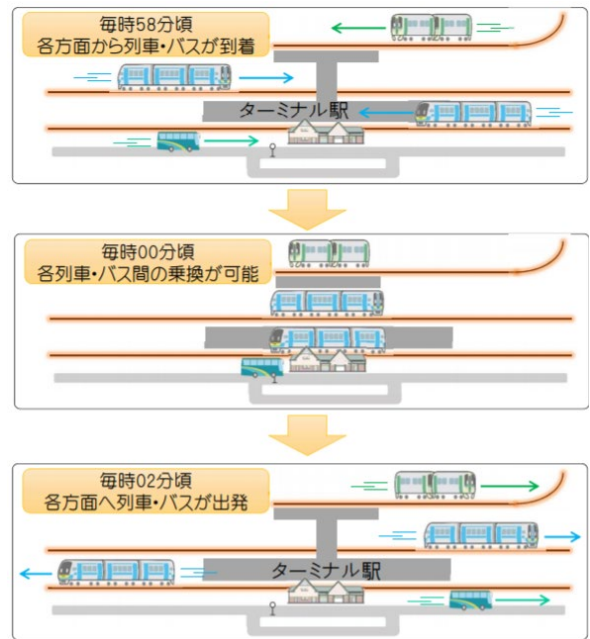 毎時58分頃
各方面から列車・バスが到着
ターミナル駅
毎時00分頃
各列車・バス間の乗換が可能
毎時02分頃
各方面へ列車・バスが出発
ターミナル駅